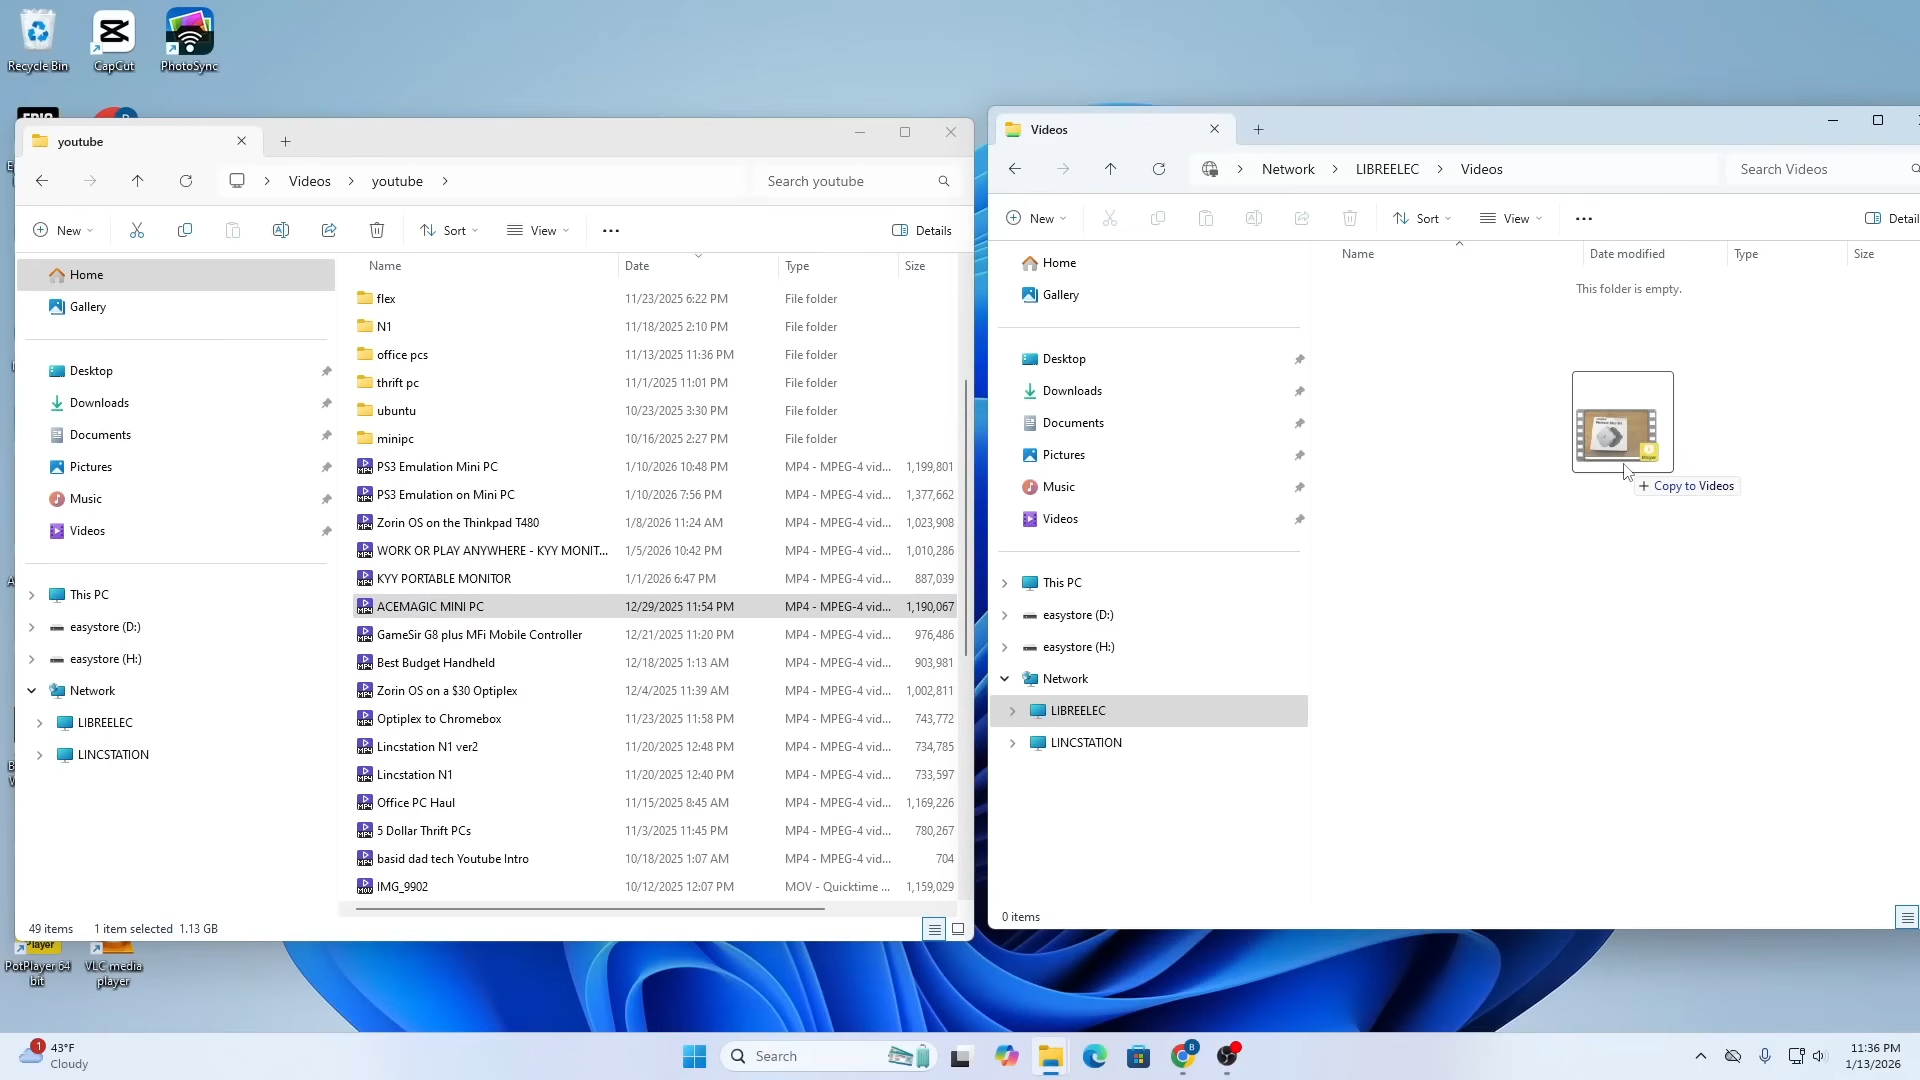 Recycle Bin
CapCut
PhotoSync
youtube
Videos
youtube
Search youtube
New
Sort
View
Details
Home
Gallery
Desktop
Downloads
Documents
Pictures
Music
Videos
This PC
easystore (D:)
easystore (H:)
Network
LIBREELEC
LINCSTATION
Name Date Type Size
flex 11/23/2025 6:22 PM File folder
N1 11/18/2025 2:10 PM File folder
office pcs 11/13/2025 11:36 PM File folder
thrift pc 11/1/2025 11:01 PM File folder
ubuntu 10/23/2025 3:30 PM File folder
minipc 10/16/2025 2:27 PM File folder
PS3 Emulation Mini PC 1/10/2026 10:48 PM MP4 - MPEG-4 vid... 1,199,801
PS3 Emulation on Mini PC 1/10/2026 7:56 PM MP4 - MPEG-4 vid... 1,377,662
Zorin OS on the Thinkpad T480 1/8/2026 11:24 AM MP4 - MPEG-4 vid... 1,023,908
WORK OR PLAY ANYWHERE - KYY MONIT... 1/5/2026 10:42 PM MP4 - MPEG-4 vid... 1,010,286
KYY PORTABLE MONITOR 1/1/2026 6:47 PM MP4 - MPEG-4 vid... 887,039
ACEMAGIC MINI PC 12/29/2025 11:54 PM MP4 - MPEG-4 vid... 1,190,067
GameSir G8 plus MFi Mobile Controller 12/21/2025 11:20 PM MP4 - MPEG-4 vid... 976,486
Best Budget Handheld 12/18/2025 1:13 AM MP4 - MPEG-4 vid... 903,981
Zorin OS on a $30 Optiplex 12/4/2025 11:39 AM MP4 - MPEG-4 vid... 1,002,811
Optiplex to Chromebox 11/23/2025 11:58 PM MP4 - MPEG-4 vid... 743,772
Lincstation N1 ver2 11/20/2025 12:48 PM MP4 - MPEG-4 vid... 734,785
Lincstation N1 11/20/2025 12:40 PM MP4 - MPEG-4 vid... 733,597
Office PC Haul 11/15/2025 8:45 AM MP4 - MPEG-4 vid... 1,169,226
5 Dollar Thrift PCs 11/3/2025 11:45 PM MP4 - MPEG-4 vid... 780,267
basid dad tech Youtube Intro 10/18/2025 1:07 AM MP4 - MPEG-4 vid... 704
IMG_9902 10/12/2025 12:07 PM MOV - Quicktime ... 1,159,029
49 items 1 item selected 1.13 GB
Videos
Network
LIBREELEC
Videos
Search Videos
New
Sort
View
Detail
Home
Gallery
Desktop
Downloads
Documents
Pictures
Music
Videos
This PC
easystore (D:)
easystore (H:)
Network
LIBREELEC
LINCSTATION
Name Date modified Type Size
This folder is empty.
Copy to Videos
0 items
Player
PotPlayer 64
bit
VLC media
player
1
43°F
Cloudy
Search
B
11:36 PM
1/13/2026